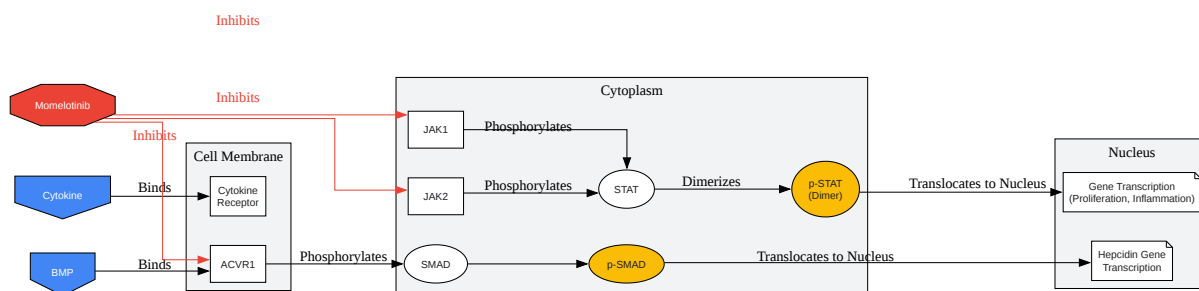 Inhibits
Cytoplasm
Momelotinib
Inhibits
JAK1
Phosphorylates
Inhibits
Cell Membrane
Nucleus
Cytokine
Binds
Cytokine
Receptor
JAK2
Phosphorylates
STAT
Dimerizes
p-STAT
(Dimer)
Translocates to Nucleus
Gene Transcription
(Proliferation, Inflammation)
BMP
Binds
ACVR1
Phosphorylates
SMAD
p-SMAD
Translocates to Nucleus
Hepcidin Gene
Transcription